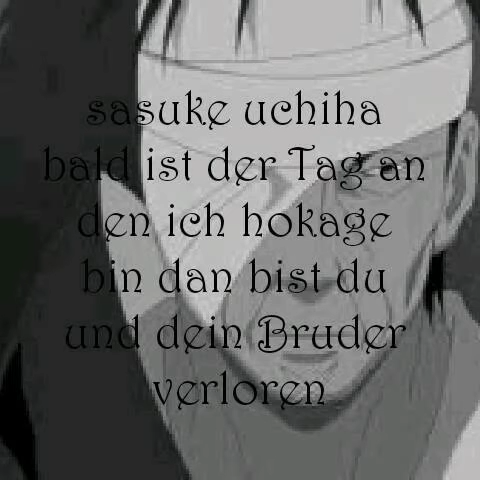 sasuke uchiha
bald ist der Tag an
den ich hokage
bin dan bist du
und dein Bruder
verloren